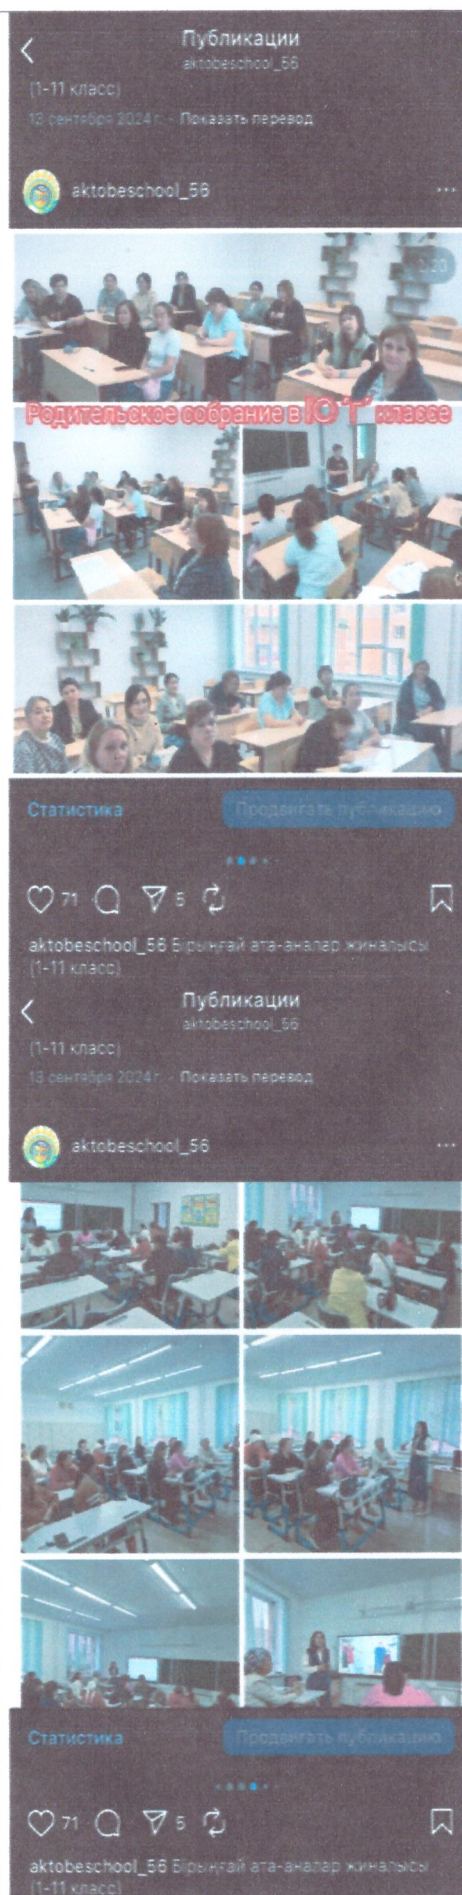 Публикации
aktobeschool_56
(1-11 класс)
13 сентября 2024 г. · Показать перевод
aktobeschool_56
Родительское собрание в 10 "Г" классе
Статистика
Продвигать публикацию
71 5
aktobeschool_56 Бірыңғай ата-аналар жиналысы
(1-11 класс)
Публикации
aktobeschool_56
(1-11 класс)
13 сентября 2024 г. · Показать перевод
aktobeschool_56
Статистика
Продвигать публикацию
71 5
aktobeschool_56 Бірыңғай ата-аналар жиналысы
(1-11 класс)